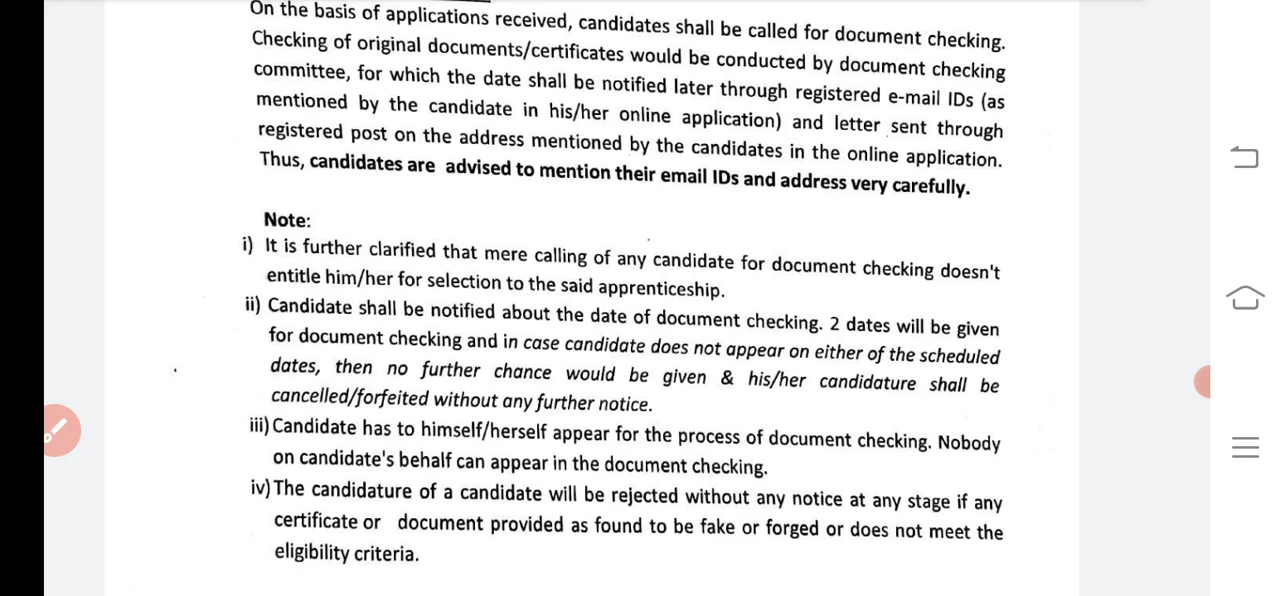 On the basis of applications received, candidates shall be called for document checking.
Checking of original documents/certificates would be conducted by document checking
committee, for which the date shall be notified later through registered e-mail IDs (as
mentioned by the candidate in his/her online application) and letter sent through
registered post on the address mentioned by the candidates in the online application.
Thus, candidates are advised to mention their email IDs and address very carefully.
Note:
i) It is further clarified that mere calling of any candidate for document checking doesn't
entitle him/her for selection to the said apprenticeship.
ii) Candidate shall be notified about the date of document checking. 2 dates will be given
for document checking and in case candidate does not appear on either of the scheduled
dates, then no further chance would be given & his/her candidature shall be
cancelled/forfeited without any further notice.
iii) Candidate has to himself/herself appear for the process of document checking. Nobody
on candidate's behalf can appear in the document checking.
iv) The candidature of a candidate will be rejected without any notice at any stage if any
certificate or document provided as found to be fake or forged or does not meet the
eligibility criteria.